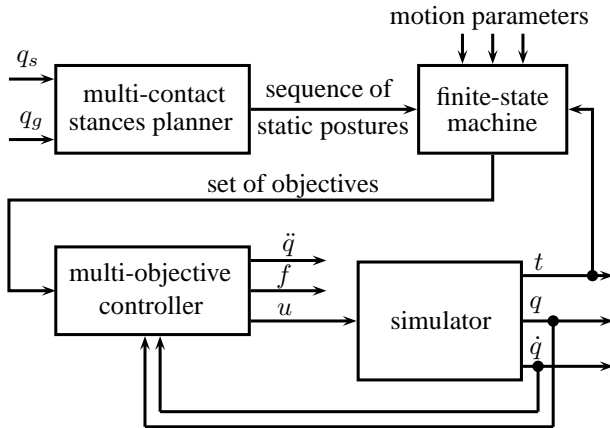 motion parameters
q_s
q_g
multi-contact
stances planner
sequence of
static postures
finite-state
machine
set of objectives
multi-objective
controller
q̈
f
u
simulator
t
q
q̇